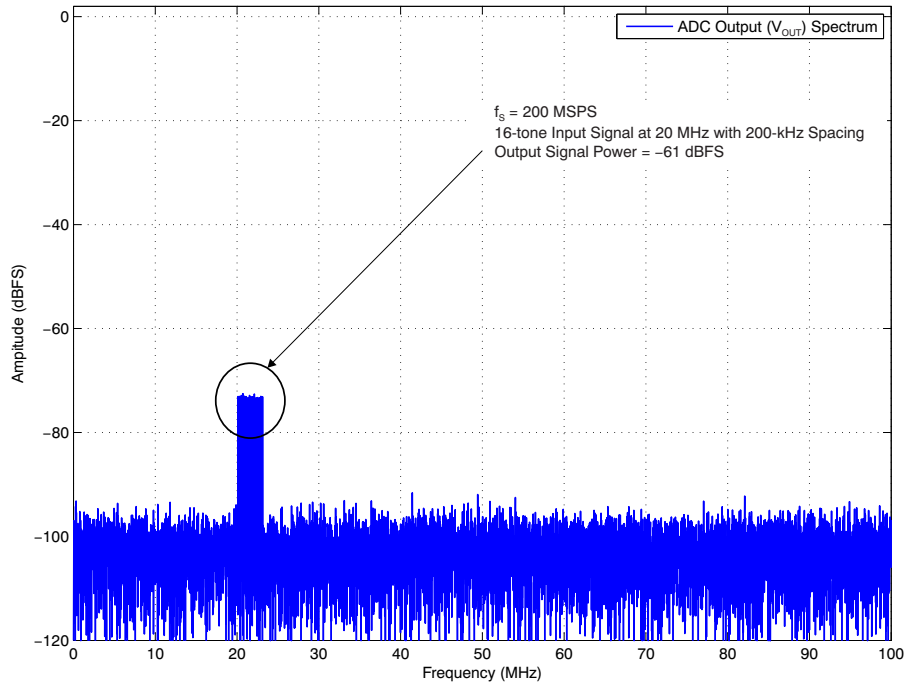 0
ADC Output (V_OUT) Spectrum
−20
f_S = 200 MSPS
16-tone Input Signal at 20 MHz with 200-kHz Spacing
Output Signal Power = −61 dBFS
−40
Ampitude (dBFS)
−60
−80
−100
−120
0 10 20 30 40 50 60 70 80 90 100
Frequency (MHz)